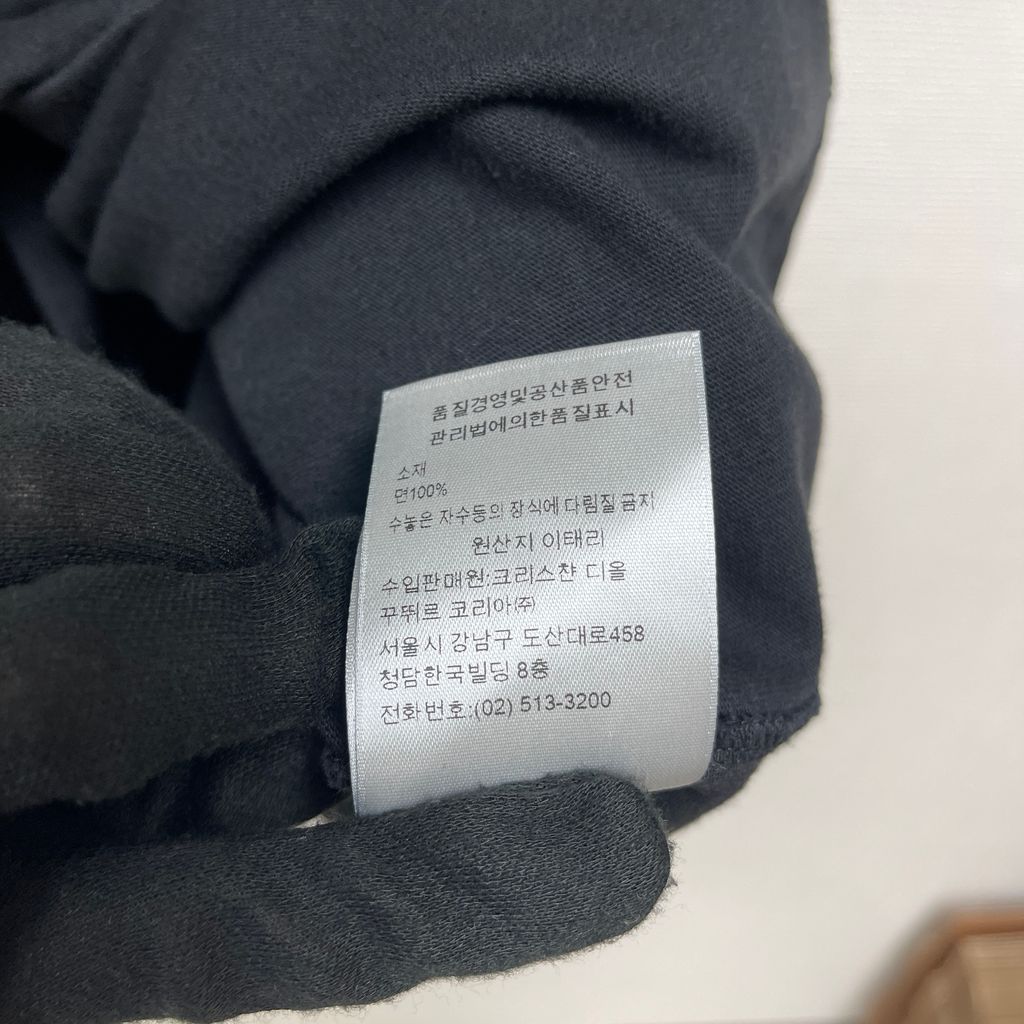 품질경영및공산품안전
관리법에의한품질표시
소재
면100%
수놓은 자수등의 장식에 다림질 금지
원산지 이태리
수입판매원:크리스챤 디올
꾸뛰르 코리아㈜
서울시 강남구 도산대로458
청담한국빌딩 8층
전화번호:(02) 513-3200